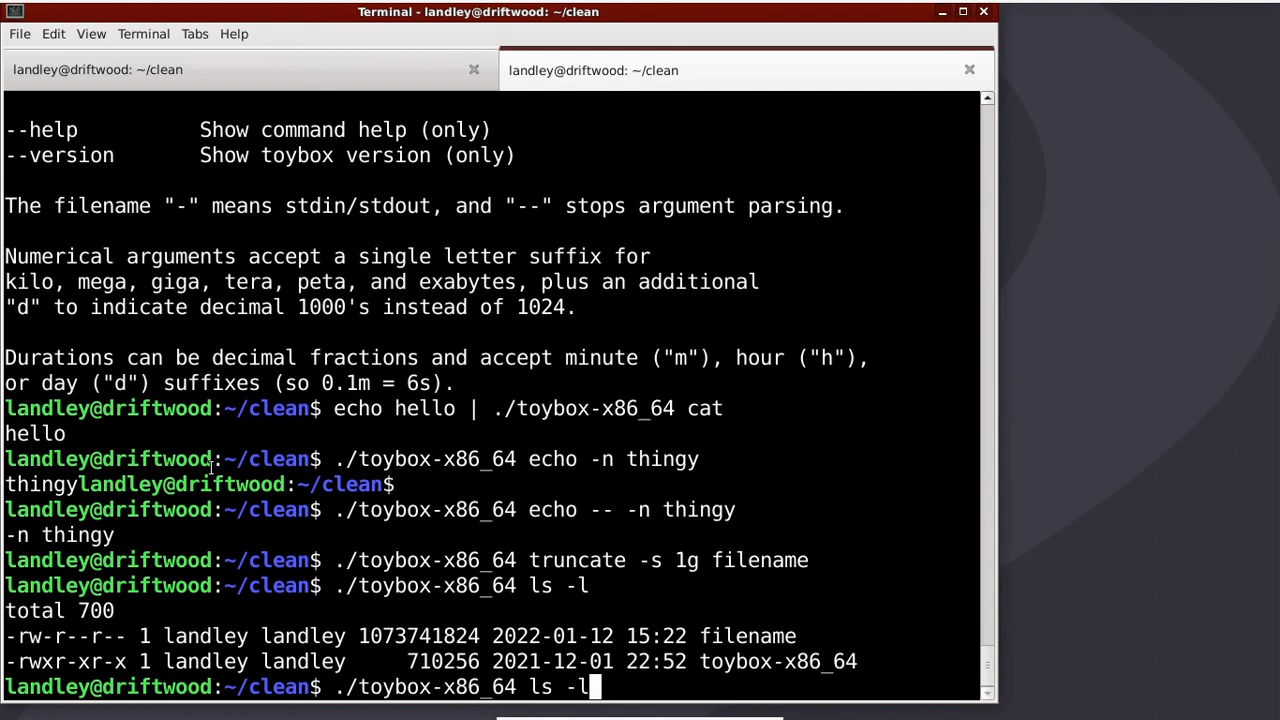 Terminal - landley@driftwood: ~/clean
File Edit View Terminal Tabs Help
landley@driftwood: ~/clean landley@driftwood: ~/clean
--help Show command help (only)
--version Show toybox version (only)
The filename "-" means stdin/stdout, and "--" stops argument parsing.
Numerical arguments accept a single letter suffix for
kilo, mega, giga, tera, peta, and exabytes, plus an additional
"d" to indicate decimal 1000's instead of 1024.
Durations can be decimal fractions and accept minute ("m"), hour ("h"),
or day ("d") suffixes (so 0.1m = 6s).
landley@driftwood:~/clean$ echo hello | ./toybox-x86_64 cat
hello
landley@driftwood:~/clean$ ./toybox-x86_64 echo -n thingy
thingylandley@driftwood:~/clean$
landley@driftwood:~/clean$ ./toybox-x86_64 echo -- -n thingy
-n thingy
landley@driftwood:~/clean$ ./toybox-x86_64 truncate -s 1g filename
landley@driftwood:~/clean$ ./toybox-x86_64 ls -l
total 700
-rw-r--r-- 1 landley landley 1073741824 2022-01-12 15:22 filename
-rwxr-xr-x 1 landley landley 710256 2021-12-01 22:52 toybox-x86_64
landley@driftwood:~/clean$ ./toybox-x86_64 ls -l